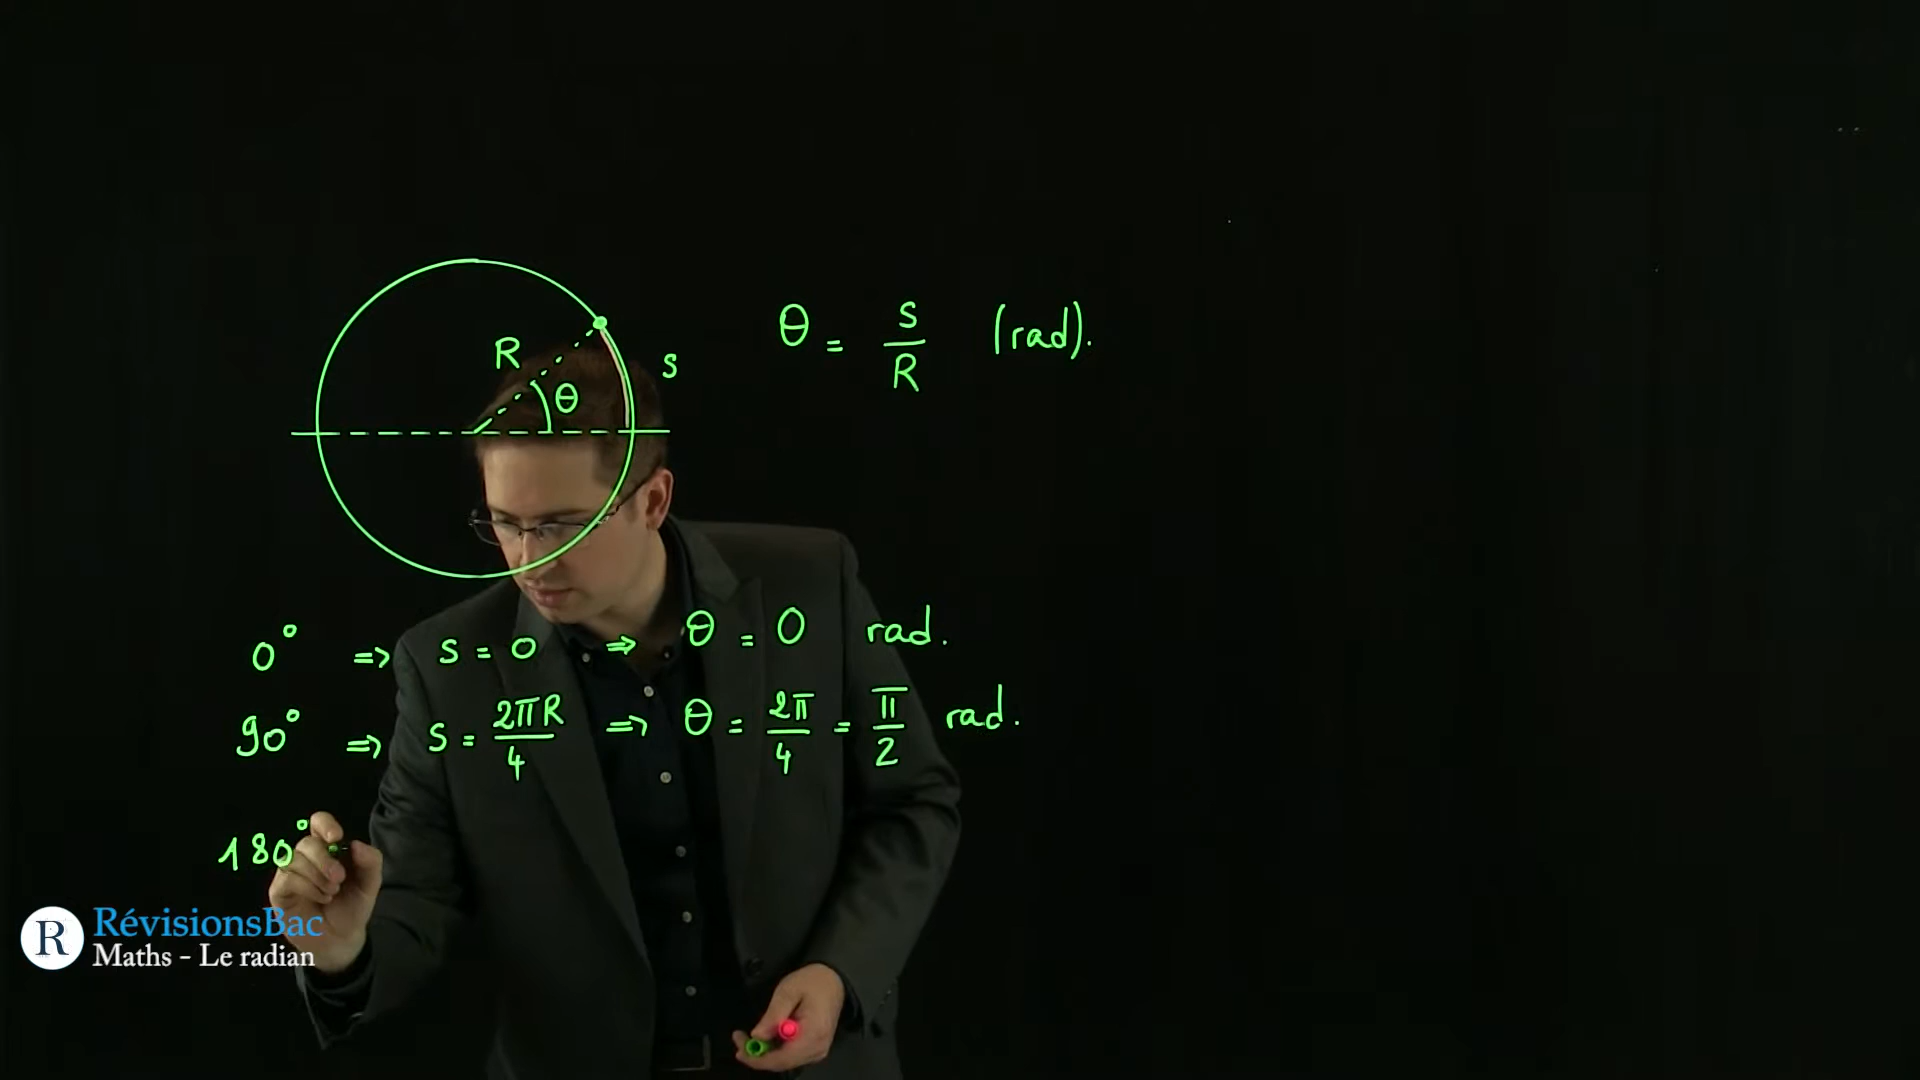 R
s
θ
θ = s/R (rad).
0° => s = 0 => θ = 0 rad.
90° => s = 2πR/4 => θ = 2π/4 = π/2 rad.
180°
R RévisionsBac
Maths - Le radian